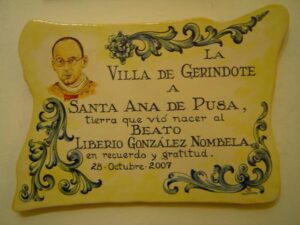 LA
VILLA DE GERINDOTE
A
SANTA ANA DE PUSA,
tierra que vió nacer al
BEATO
LIBERIO GONZÁLEZ NOMBELA,
en recuerdo y gratitud.
28-Octubre-2007